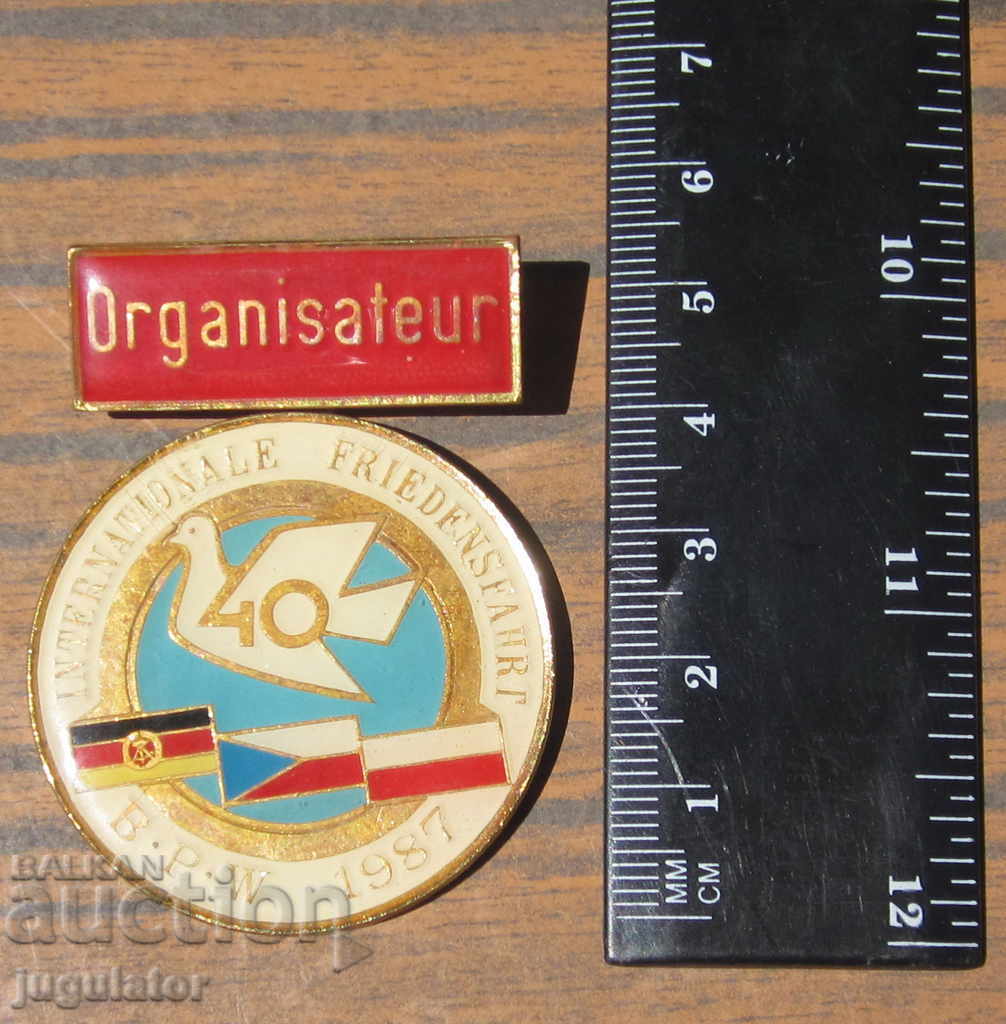 Organisateur
INTERNATIONALE FRIEDENSFAHRT
40
B.P.W. 1987
BALKAN
auction
jugulator
7
6
5
4
3
2
1
MM
CM
10
11
12